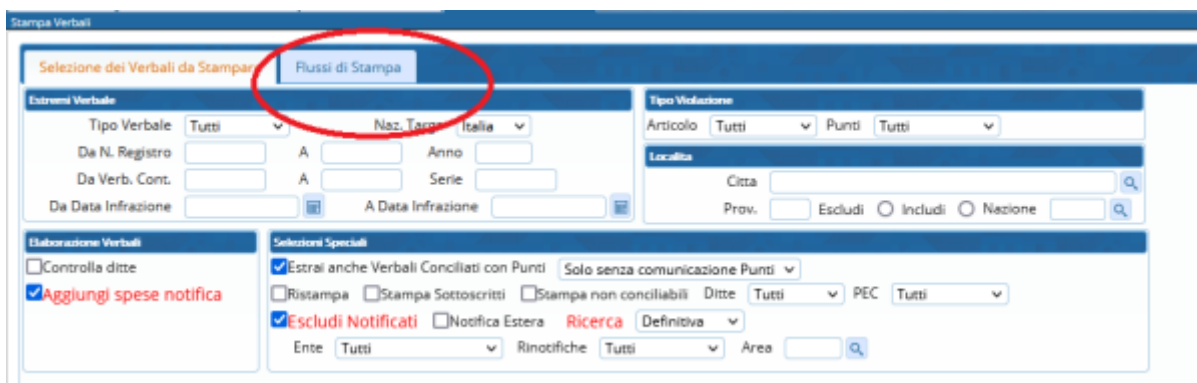 Stampa Verbali
Selezione dei Verbali da Stampare Flussi di Stampa
Estremi Verbale
Tipo Verbale Tutti Naz. Targa Italia
Da N. Registro A Anno
Da Verb. Cont. A Serie
Da Data Infrazione A Data Infrazione
Tipo Violazione
Articolo Tutti Punti Tutti
Localita
Citta
Prov. Escludi Includi Nazione
Elaborazione Verbali
Controlla ditte
Aggiungi spese notifica
Selezioni Speciali
Estrai anche Verbali Conciliati con Punti Solo senza comunicazione Punti
Ristampa Stampa Sottoscritti Stampa non conciliabili Ditte Tutti PEC Tutti
Escludi Notificati Notifica Estera Ricerca Definitiva
Ente Tutti Rinotifiche Tutti Area